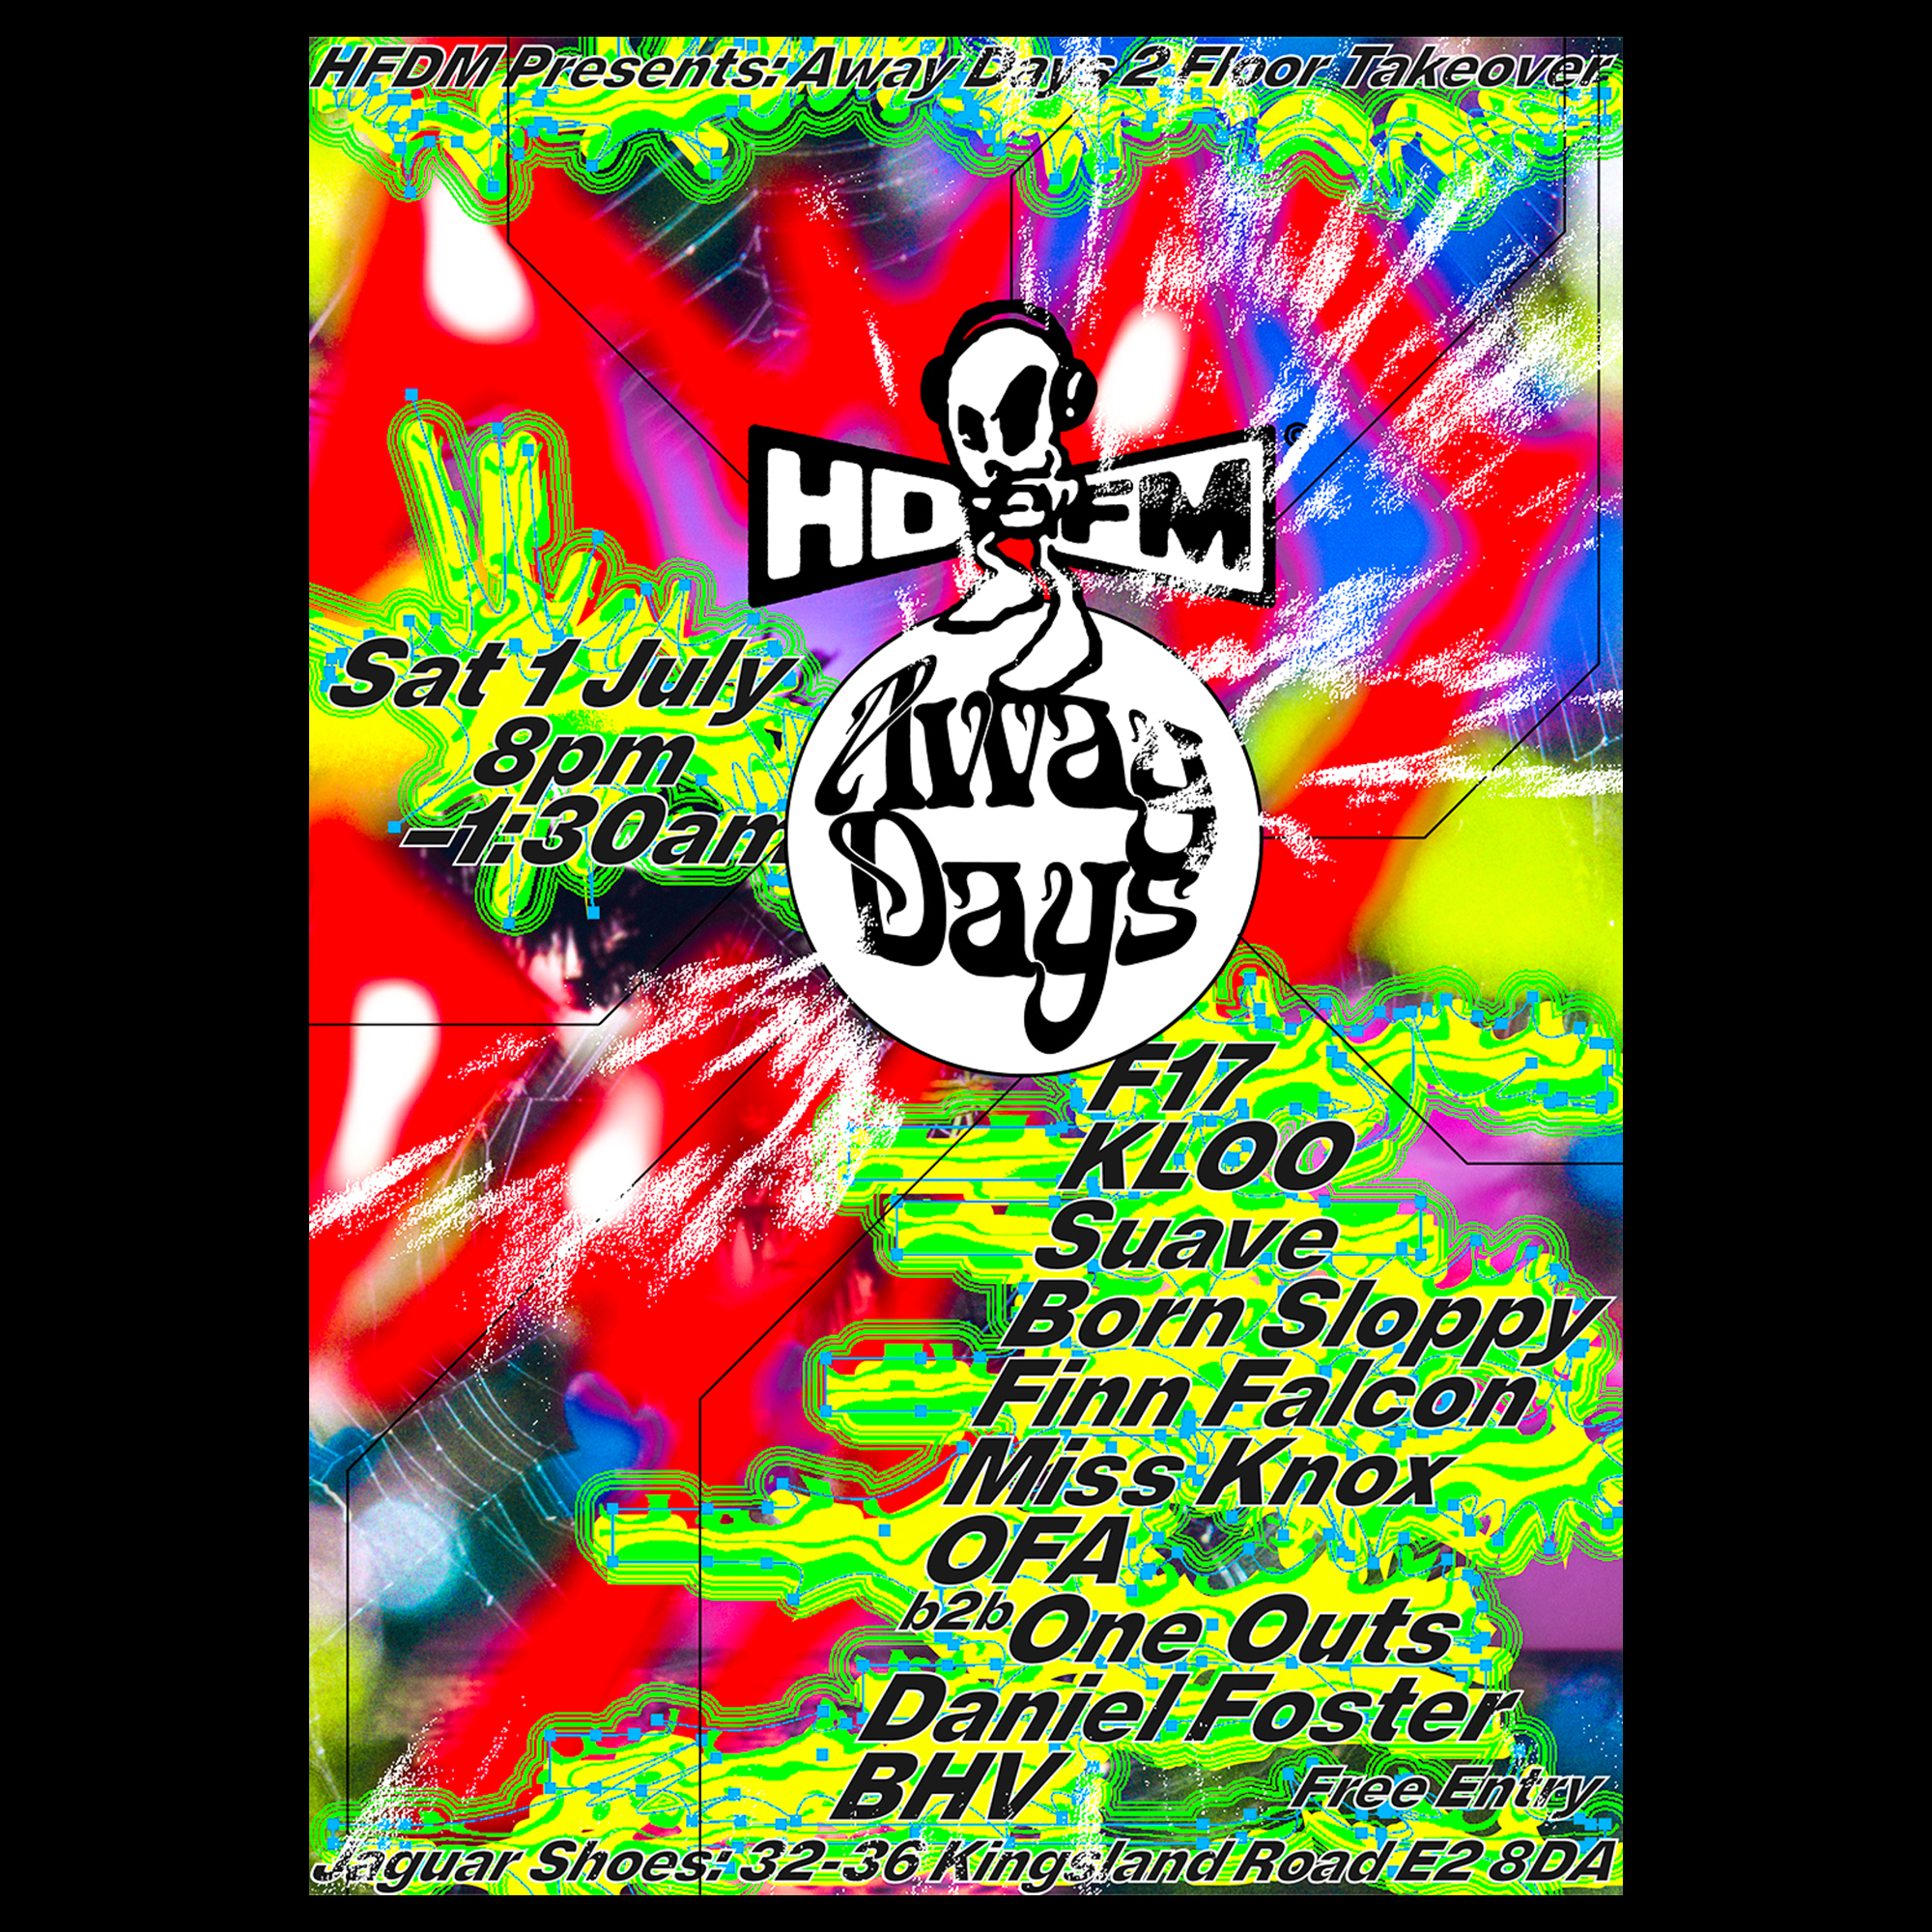 HFDM Presents: Away Days 2 Floor Takeover
HD FM
®
Away
Days
Sat 1 July
8pm
–1:30am
F17
KLOO
Suave
Born Sloppy
Finn Falcon
Miss Knox
OFA
b2b One Outs
Daniel Foster
BHV
Free Entry
Jaguar Shoes: 32-36 Kingsland Road E2 8DA